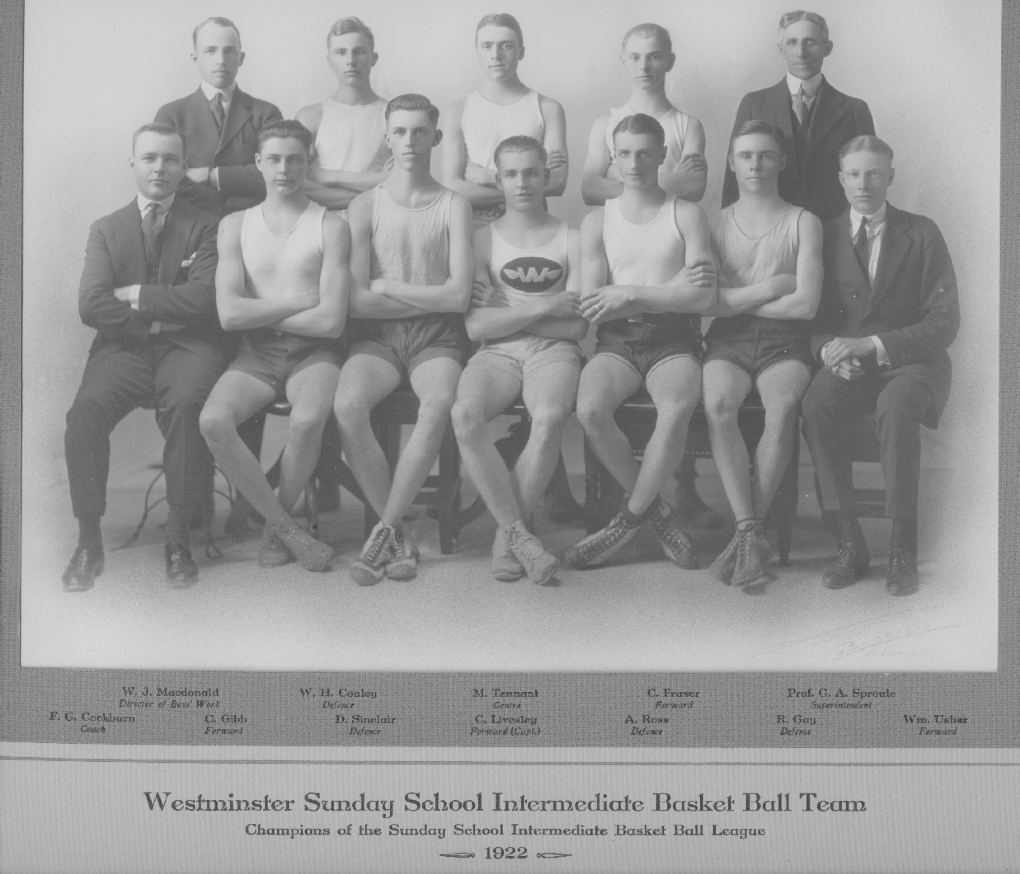 W
W. J. Macdonald W. H. Conley M. Tennant C. Fraser Prof. G. A. Sproule
Director of Boys' Work Defence Centre Forward Superintendent
F. G. Cockburn C. Gibb D. Sinclair C. Livesley A. Ross R. Guy Wm. Usher
Coach Forward Defence Forward (Capt.) Defence Defence Forward
Westminster Sunday School Intermediate Basket Ball Team
Champions of the Sunday School Intermediate Basket Ball League
1922